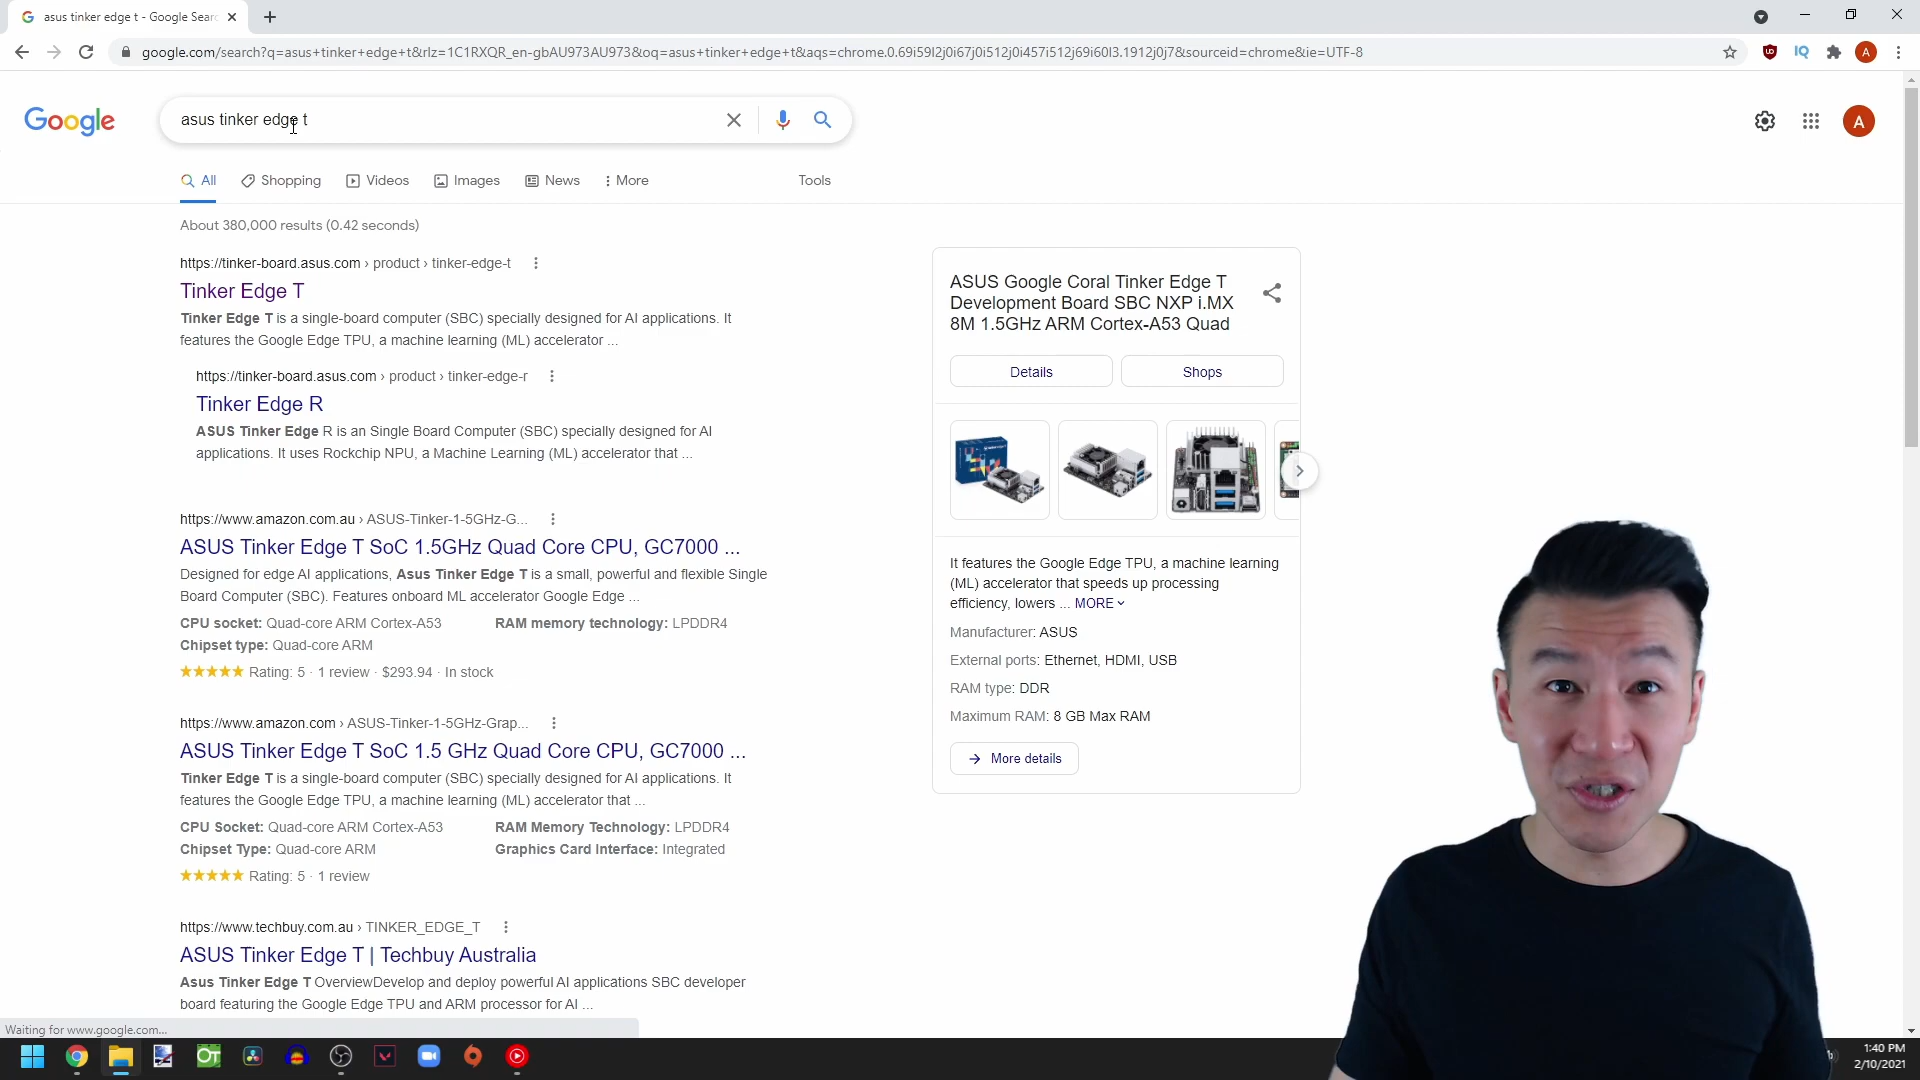 asus tinker edge t - Google Searc
google.com/search?q=asus+tinker+edge+t&rlz=1C1RXQR_en-gbAU973AU973&oq=asus+tinker+edge+t&aqs=chrome.0.69i59l2j0i67j0i512j0i457i512j69i60l3.1912j0j7&sourceid=chrome&ie=UTF-8
IQ
A
Google
asus tinker edge t
A
All
Shopping
Videos
Images
News
More
Tools
About 380,000 results (0.42 seconds)
https://tinker-board.asus.com › product › tinker-edge-t
Tinker Edge T
Tinker Edge T is a single-board computer (SBC) specially designed for AI applications. It
features the Google Edge TPU, a machine learning (ML) accelerator ...
https://tinker-board.asus.com › product › tinker-edge-r
Tinker Edge R
ASUS Tinker Edge R is an Single Board Computer (SBC) specially designed for AI
applications. It uses Rockchip NPU, a Machine Learning (ML) accelerator that ...
https://www.amazon.com.au › ASUS-Tinker-1-5GHz-G...
ASUS Tinker Edge T SoC 1.5GHz Quad Core CPU, GC7000 ...
Designed for edge AI applications, Asus Tinker Edge T is a small, powerful and flexible Single
Board Computer (SBC). Features onboard ML accelerator Google Edge ...
CPU socket: Quad-core ARM Cortex-A53
RAM memory technology: LPDDR4
Chipset type: Quad-core ARM
Rating: 5 · 1 review · $293.94 · In stock
https://www.amazon.com › ASUS-Tinker-1-5GHz-Grap...
ASUS Tinker Edge T SoC 1.5 GHz Quad Core CPU, GC7000 ...
Tinker Edge T is a single-board computer (SBC) specially designed for AI applications. It
features the Google Edge TPU, a machine learning (ML) accelerator that ...
CPU Socket: Quad-core ARM Cortex-A53
RAM Memory Technology: LPDDR4
Chipset Type: Quad-core ARM
Graphics Card Interface: Integrated
Rating: 5 · 1 review
https://www.techbuy.com.au › TINKER_EDGE_T
ASUS Tinker Edge T | Techbuy Australia
Asus Tinker Edge T OverviewDevelop and deploy powerful AI applications SBC developer
board featuring the Google Edge TPU and ARM processor for AI ...
ASUS Google Coral Tinker Edge T
Development Board SBC NXP i.MX
8M 1.5GHz ARM Cortex-A53 Quad
Details
Shops
It features the Google Edge TPU, a machine learning
(ML) accelerator that speeds up processing
efficiency, lowers ... MORE
Manufacturer: ASUS
External ports: Ethernet, HDMI, USB
RAM type: DDR
Maximum RAM: 8 GB Max RAM
More details
Waiting for www.google.com...
OT
1:40 PM
2/10/2021